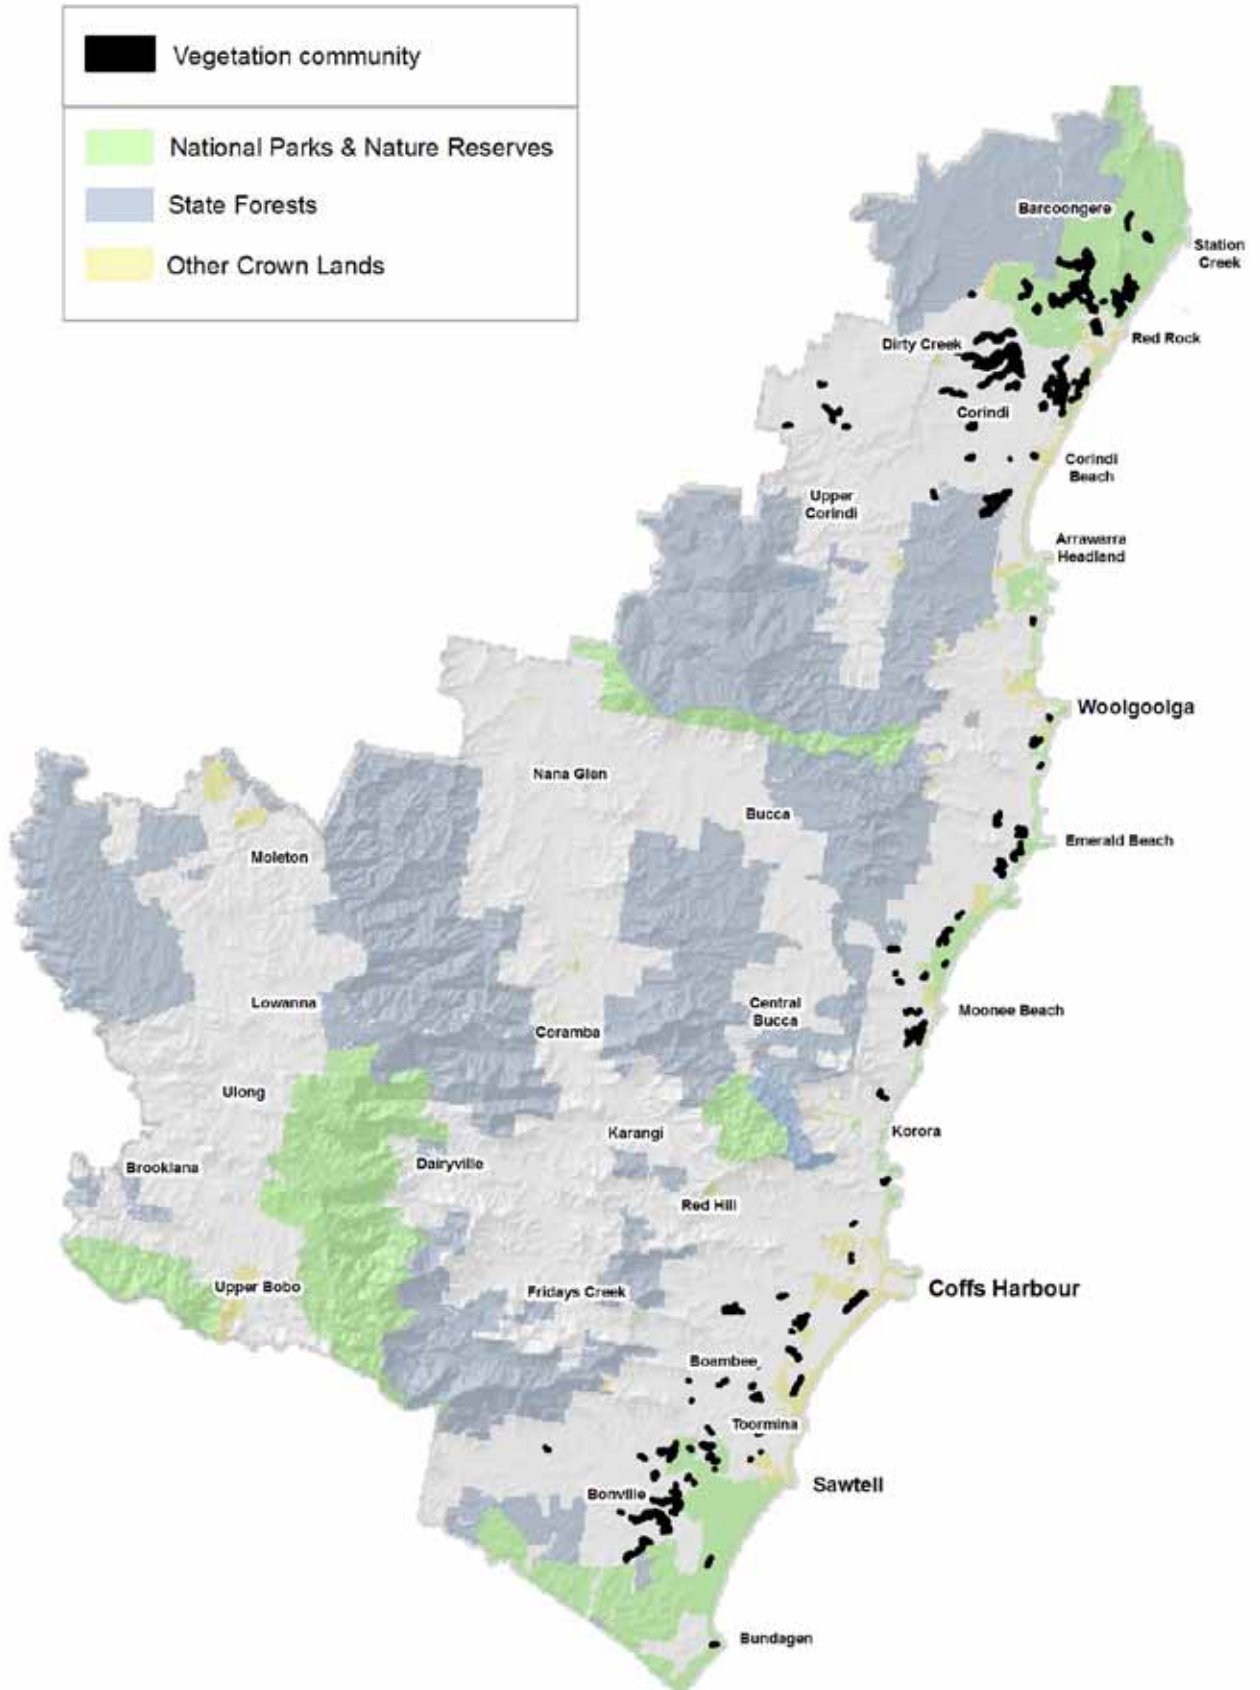 Vegetation community
National Parks & Nature Reserves
State Forests
Other Crown Lands
Barcoongere
Station
Creek
Red Rock
Dirty Creek
Corindi
Corindi
Beach
Upper
Corindi
Arrawarra
Headland
Woolgoolga
Nana Glen
Bucca
Emerald Beach
Moleton
Lowanna
Central
Bucca
Moonee Beach
Coramba
Ulong
Karangi
Korora
Brooklana
Dairyville
Red Hill
Upper Bobo
Fridays Creek
Coffs Harbour
Boambee
Toormina
Sawtell
Bonville
Bundagen